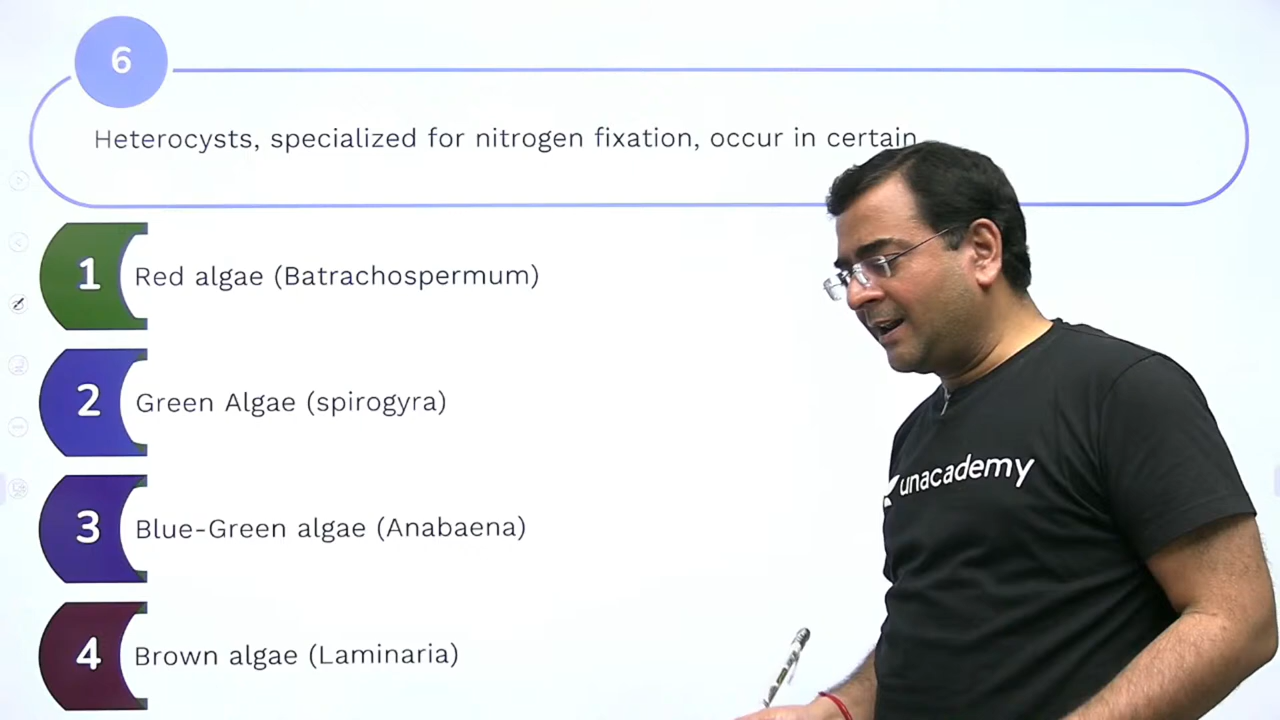 6
Heterocysts, specialized for nitrogen fixation, occur in certain
1
Red algae (Batrachospermum)
2
Green Algae (spirogyra)
3
Blue-Green algae (Anabaena)
4
Brown algae (Laminaria)
unacademy